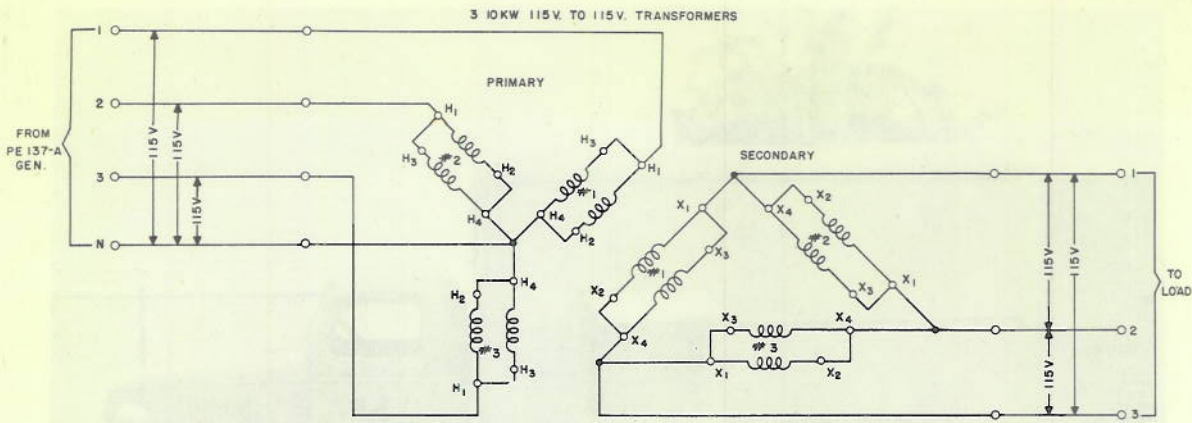 3 10KW 115V. TO 115V. TRANSFORMERS
1
PRIMARY
2
H1
FROM
PE 137-A
GEN.
115V
115V
115V
H3
#2
H2
H3
#1
H1
SECONDARY
3
1
H4
H4
H2
X1
X4
X2
N
#1
X3
#2
115V
115V
TO
LOAD
H2
H4
X2
X3
X1
#3
X4
X3
X4
2
#3
H1
H3
X1
X2
115V
3